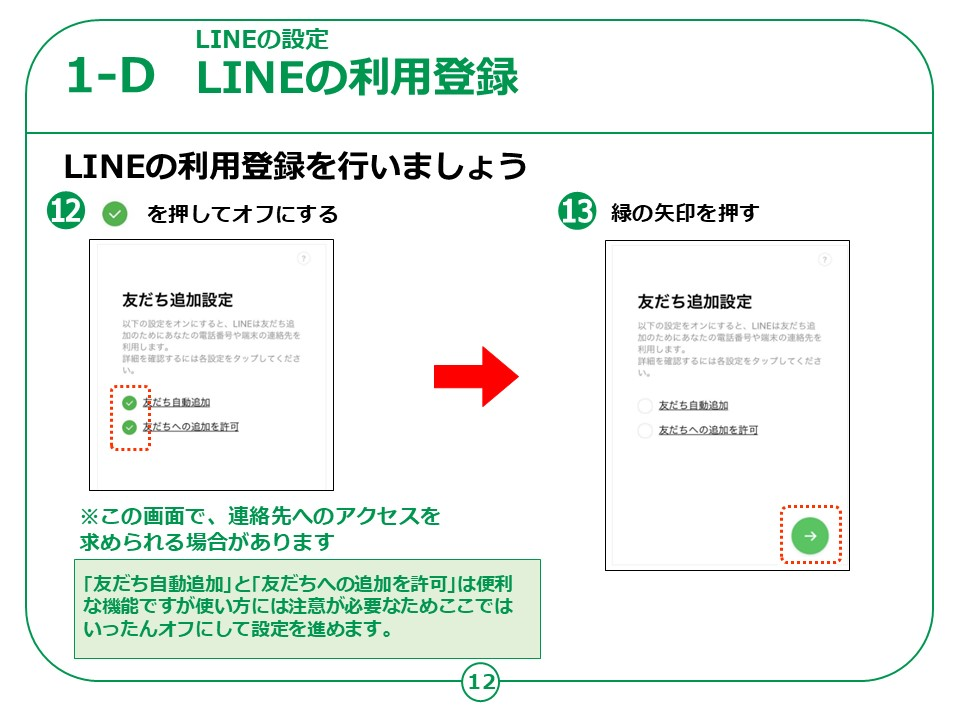 LINEの設定
1-D LINEの利用登録
LINEの利用登録を行いましょう
12 を押してオフにする
?
友だち追加設定
以下の設定をオンにすると、LINEは友だち追
加のためにあなたの電話番号や端末の連絡先を
利用します。
詳細を確認するには各設定をタップしてくださ
い。
友だち自動追加
友だちへの追加を許可
※この画面で、連絡先へのアクセスを
求められる場合があります
「友だち自動追加」と「友だちへの追加を許可」は便利
な機能ですが使い方には注意が必要なためここでは
いったんオフにして設定を進めます。
13 緑の矢印を押す
?
友だち追加設定
以下の設定をオンにすると、LINEは友だち追
加のためにあなたの電話番号や端末の連絡先を
利用します。
詳細を確認するには各設定をタップしてくださ
い。
友だち自動追加
友だちへの追加を許可
12